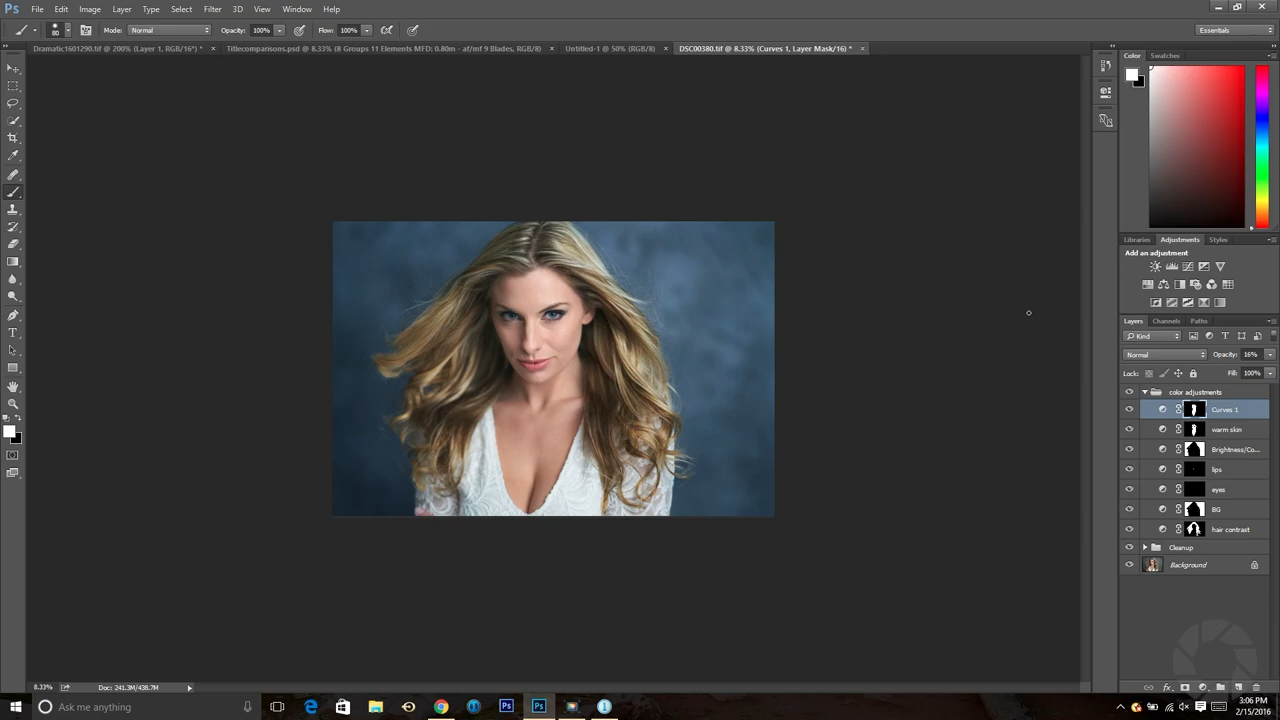 Ps File Edit Image Layer Type Select Filter 3D View Window Help
80 Mode: Normal Opacity: 100% Flow: 100% Essentials
Dramatic1601290.tif @ 200% (Layer 1, RGB/16*) * × Titlecomparisons.psd @ 8.33% (8 Groups 11 Elements MFD: 0.80m - af/mf 9 Blades, RGB/8) × Untitled-1 @ 50% (RGB/8) × DSC00380.tif @ 8.33% (Curves 1, Layer Mask/16) * ×
Color Swatches
Libraries Adjustments Styles
Add an adjustment
Layers Channels Paths
Kind
Normal Opacity: 16%
Lock: Fill: 100%
color adjustments
Curves 1
warm skin
Brightness/Co...
lips
eyes
BG
hair contrast
Cleanup
Background
8.33% Doc: 241.3M/438.7M
fx
Ask me anything
Ps Ps
3:06 PM
2/15/2016